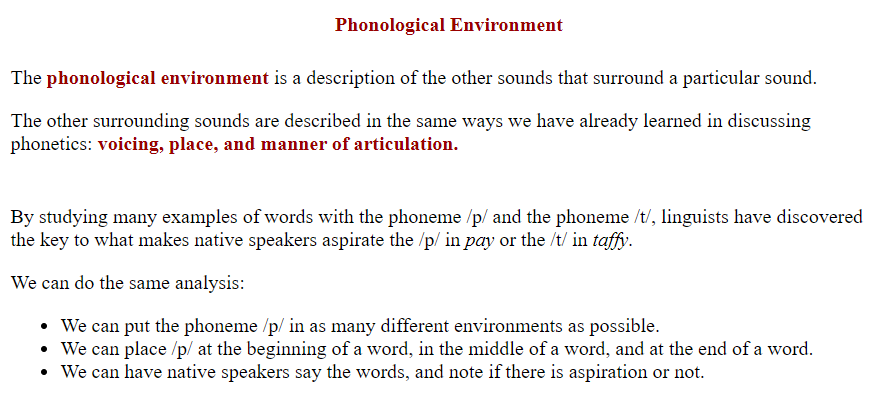 Phonological Environment
The phonological environment is a description of the other sounds that surround a particular sound.
The other surrounding sounds are described in the same ways we have already learned in discussing
phonetics: voicing, place, and manner of articulation.
By studying many examples of words with the phoneme /p/ and the phoneme /t/, linguists have discovered
the key to what makes native speakers aspirate the /p/ in pay or the /t/ in taffy.
We can do the same analysis:
• We can put the phoneme /p/ in as many different environments as possible.
• We can place /p/ at the beginning of a word, in the middle of a word, and at the end of a word.
• We can have native speakers say the words, and note if there is aspiration or not.